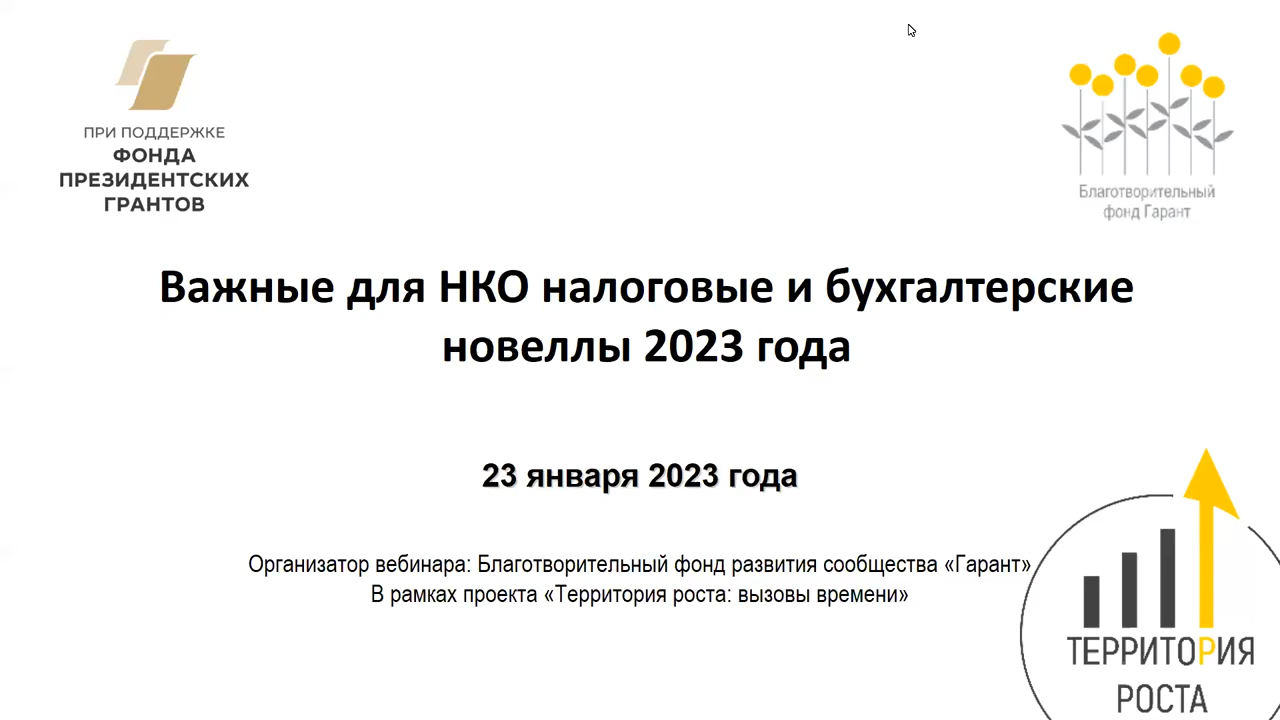 ПРИ ПОДДЕРЖКЕ
ФОНДА
ПРЕЗИДЕНТСКИХ
ГРАНТОВ
Благотворительный
фонд Гарант
Важные для НКО налоговые и бухгалтерские
новеллы 2023 года
23 января 2023 года
Организатор вебинара: Благотворительный фонд развития сообщества «Гарант»
В рамках проекта «Территория роста: вызовы времени»
ТЕРРИТОРИЯ
РОСТА